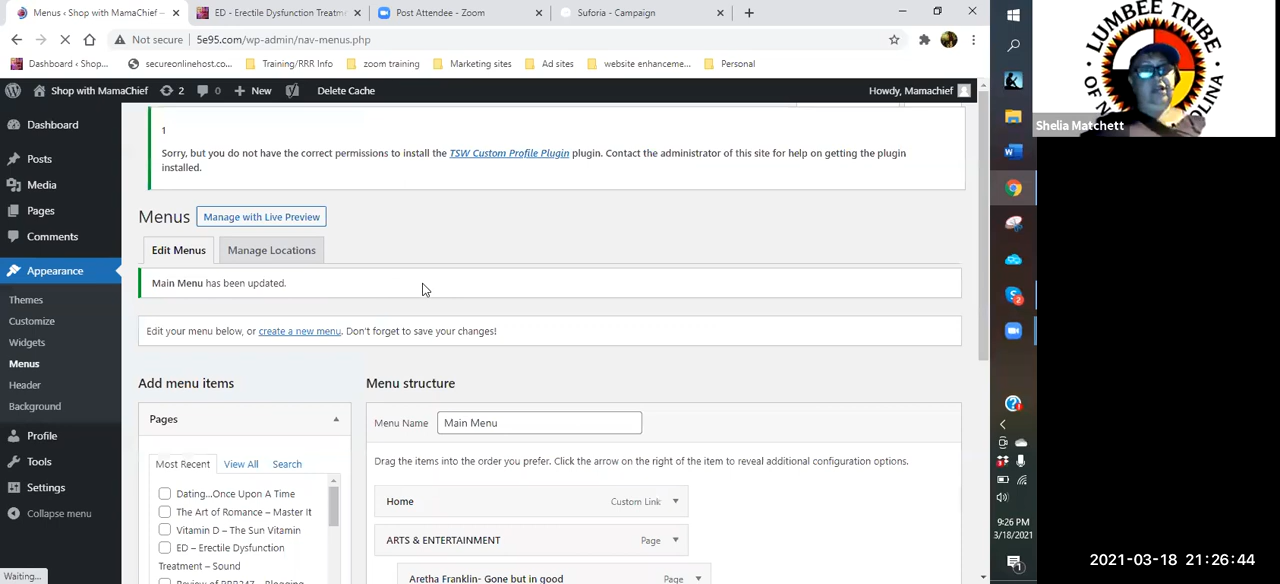 Menus ‹ Shop with MamaChief —
ED - Erectile Dysfunction Treatm
Post Attendee - Zoom
Suforia - Campaign
Not secure
5e95.com/wp-admin/nav-menus.php
Dashboard ‹ Shop...
secureonlinehost.co...
Training/RRR Info
zoom training
Marketing sites
Ad sites
website enhanceme...
Personal
Shop with MamaChief
2
0
New
Delete Cache
Howdy, Mamachief
Dashboard
Posts
Media
Pages
Comments
Appearance
Themes
Customize
Widgets
Menus
Header
Background
Profile
Tools
Settings
Collapse menu
1
Sorry, but you do not have the correct permissions to install the TSW Custom Profile Plugin plugin. Contact the administrator of this site for help on getting the plugin
installed.
Menus
Manage with Live Preview
Edit Menus
Manage Locations
Main Menu has been updated.
Edit your menu below, or create a new menu. Don't forget to save your changes!
Add menu items
Menu structure
Pages
Menu Name
Main Menu
Most Recent
View All
Search
Drag the items into the order you prefer. Click the arrow on the right of the item to reveal additional configuration options.
Dating...Once Upon A Time
The Art of Romance – Master It
Vitamin D – The Sun Vitamin
ED – Erectile Dysfunction
Treatment – Sound
Home
Custom Link
ARTS & ENTERTAINMENT
Page
Aretha Franklin- Gone but in good
Page
Waiting...
LUMBEE TRIBE
Shelia Matchett
9:26 PM
3/18/2021
2021-03-18 21:26:44